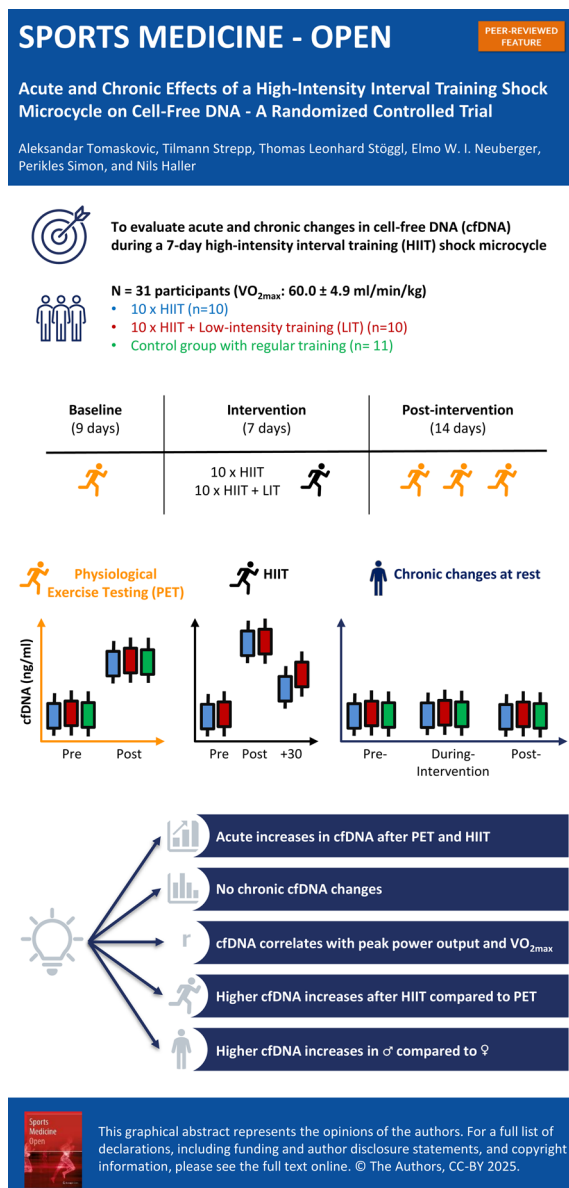 SPORTS MEDICINE - OPEN
PEER-REVIEWED
FEATURE
Acute and Chronic Effects of a High-Intensity Interval Training Shock
Microcycle on Cell-Free DNA - A Randomized Controlled Trial
Aleksandar Tomaskovic, Tilmann Strepp, Thomas Leonhard Stöggl, Elmo W. I. Neuberger,
Perikles Simon, and Nils Haller
To evaluate acute and chronic changes in cell-free DNA (cfDNA)
during a 7-day high-intensity interval training (HIIT) shock microcycle
N = 31 participants (VO2max: 60.0 ± 4.9 ml/min/kg)
• 10 x HIIT (n=10)
• 10 x HIIT + Low-intensity training (LIT) (n=10)
• Control group with regular training (n= 11)
Baseline
(9 days)
Intervention
(7 days)
Post-intervention
(14 days)
10 x HIIT
10 x HIIT + LIT
Physiological
Exercise Testing (PET)
HIIT
Chronic changes at rest
cfDNA (ng/ml)
Pre Post
Pre Post +30
Pre- During- Post-
Intervention
Acute increases in cfDNA after PET and HIIT
No chronic cfDNA changes
r
cfDNA correlates with peak power output and VO2max
Higher cfDNA increases after HIIT compared to PET
Higher cfDNA increases in ♂ compared to ♀
Sports
Medicine
Open
This graphical abstract represents the opinions of the authors. For a full list of
declarations, including funding and author disclosure statements, and copyright
information, please see the full text online. © The Authors, CC-BY 2025.